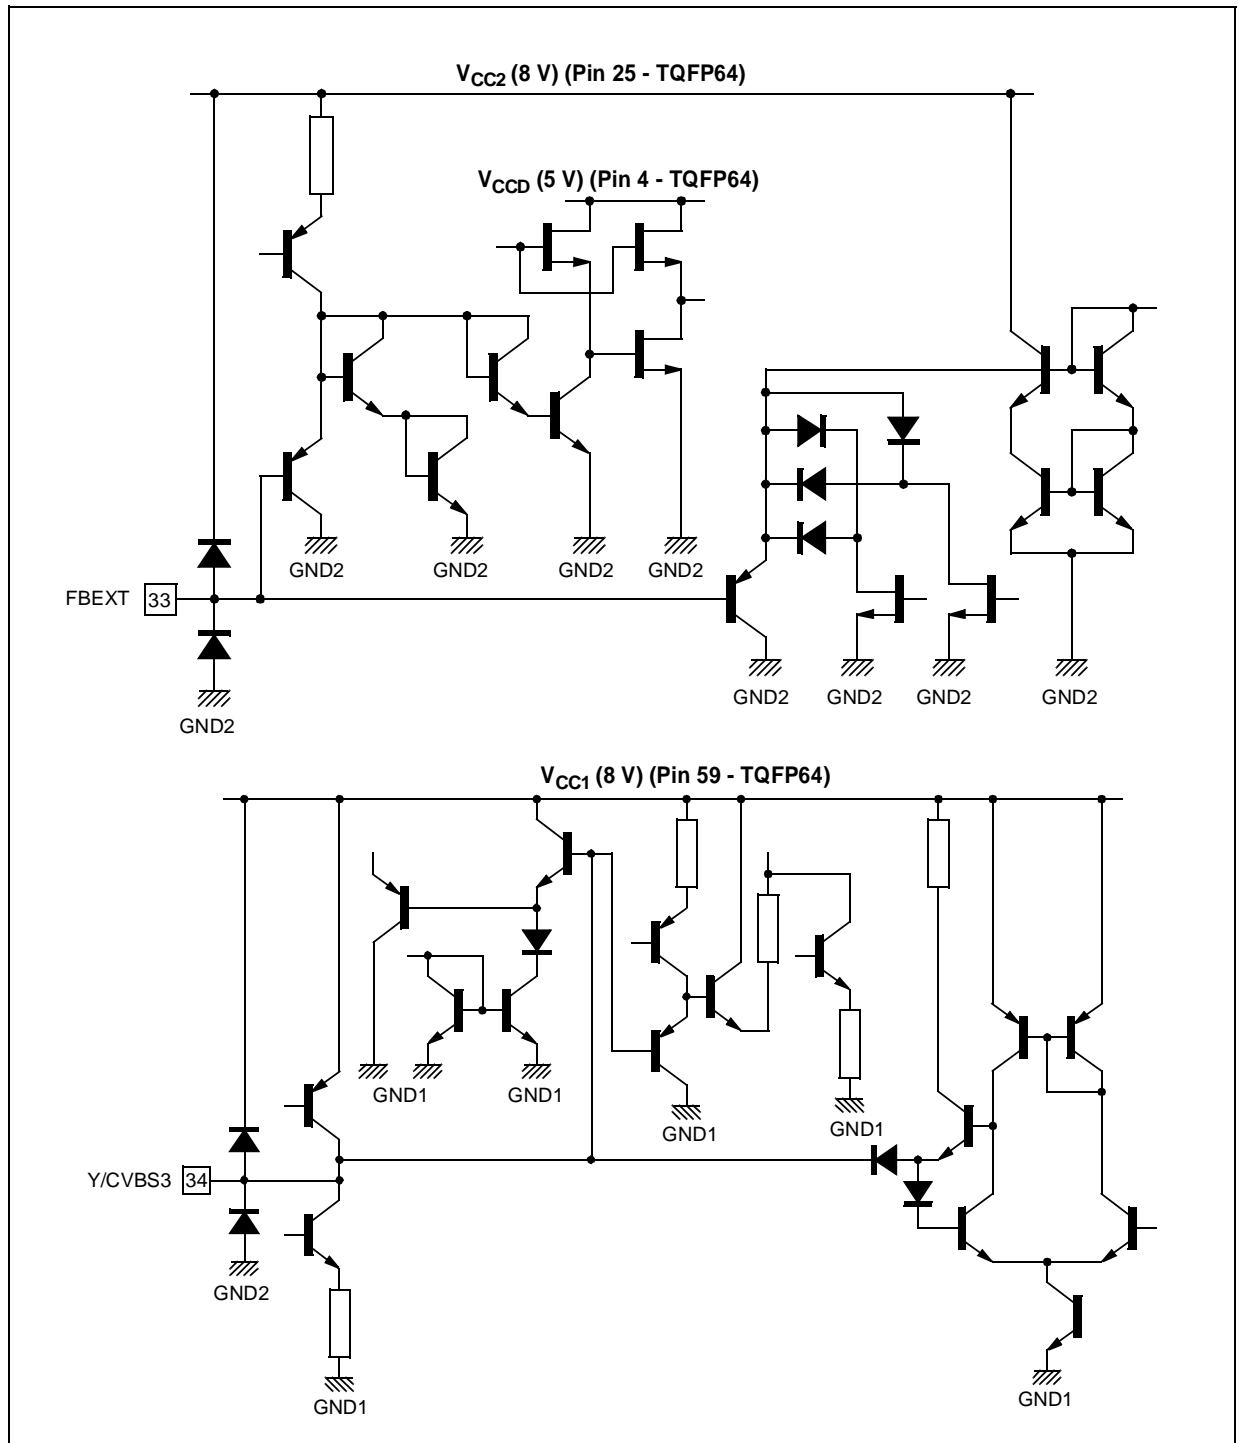 VCC2 (8 V) (Pin 25 - TQFP64)
VCCD (5 V) (Pin 4 - TQFP64)
GND2 GND2 GND2 GND2
FBEXT 33
GND2 GND2 GND2 GND2
GND2
VCC1 (8 V) (Pin 59 - TQFP64)
GND1 GND1
GND1 GND1
Y/CVBS3 34
GND2
GND1 GND1